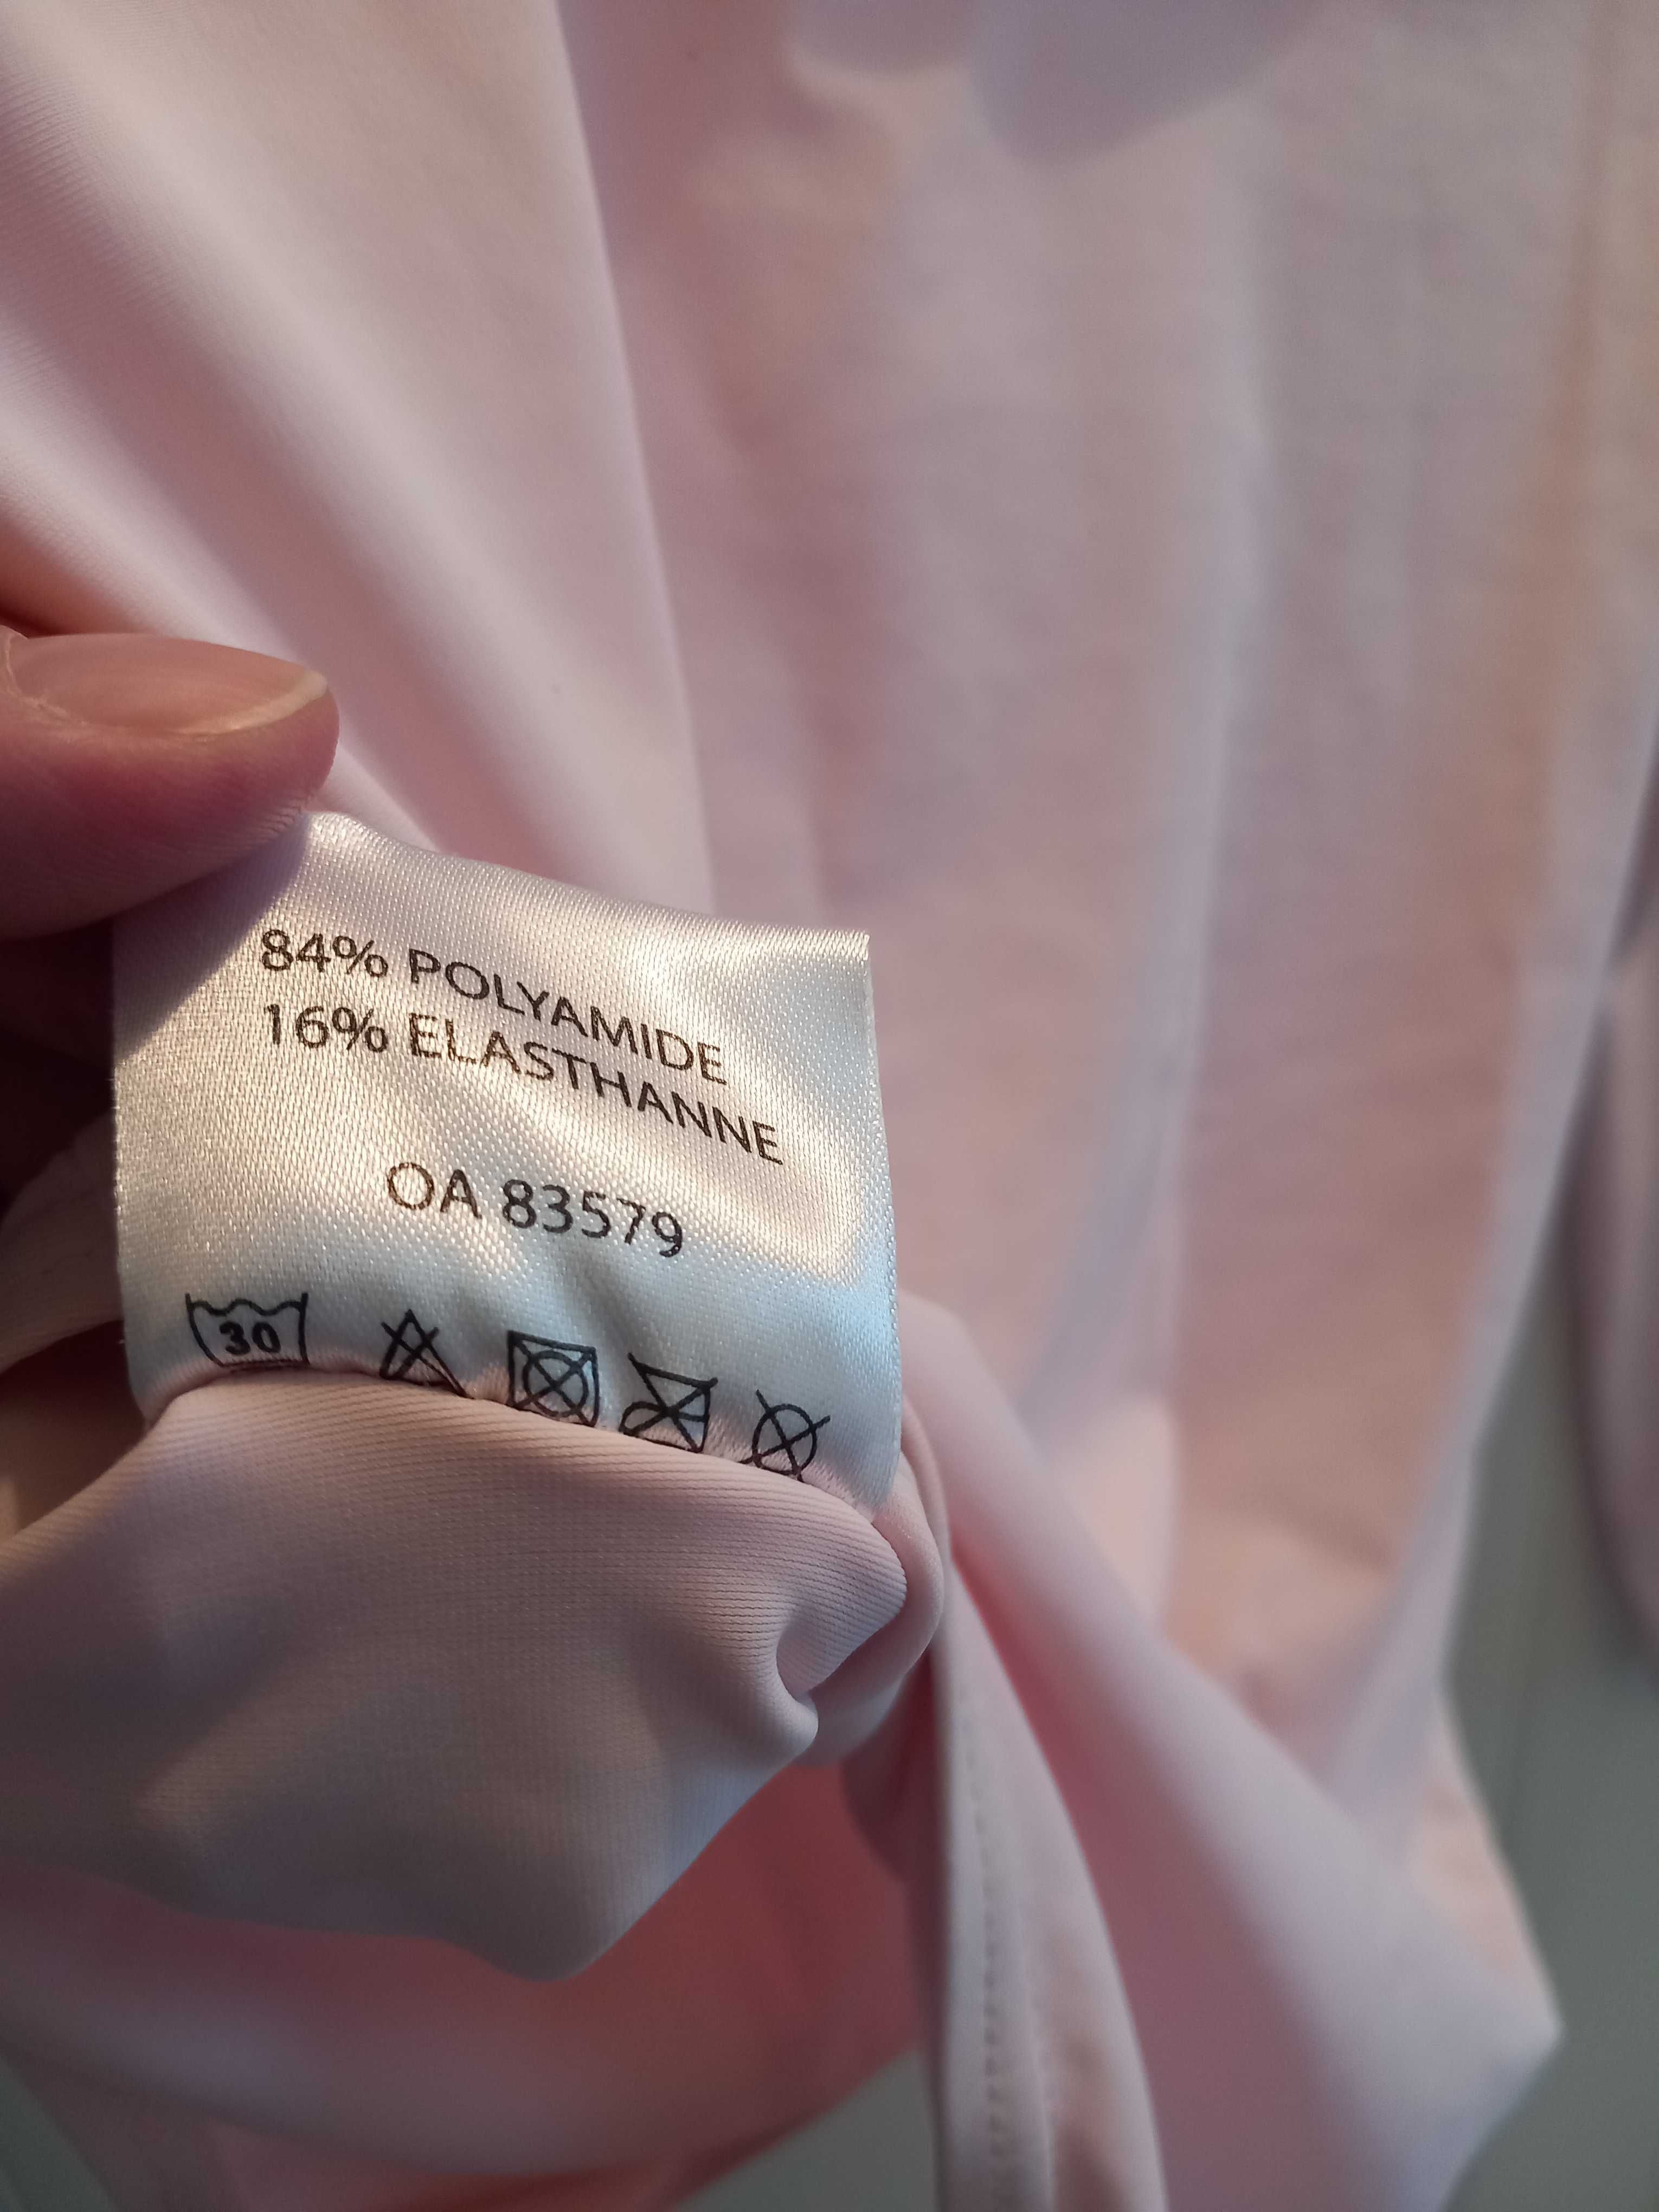 84% POLYAMIDE
16% ELASTHANNE
OA 83579
30